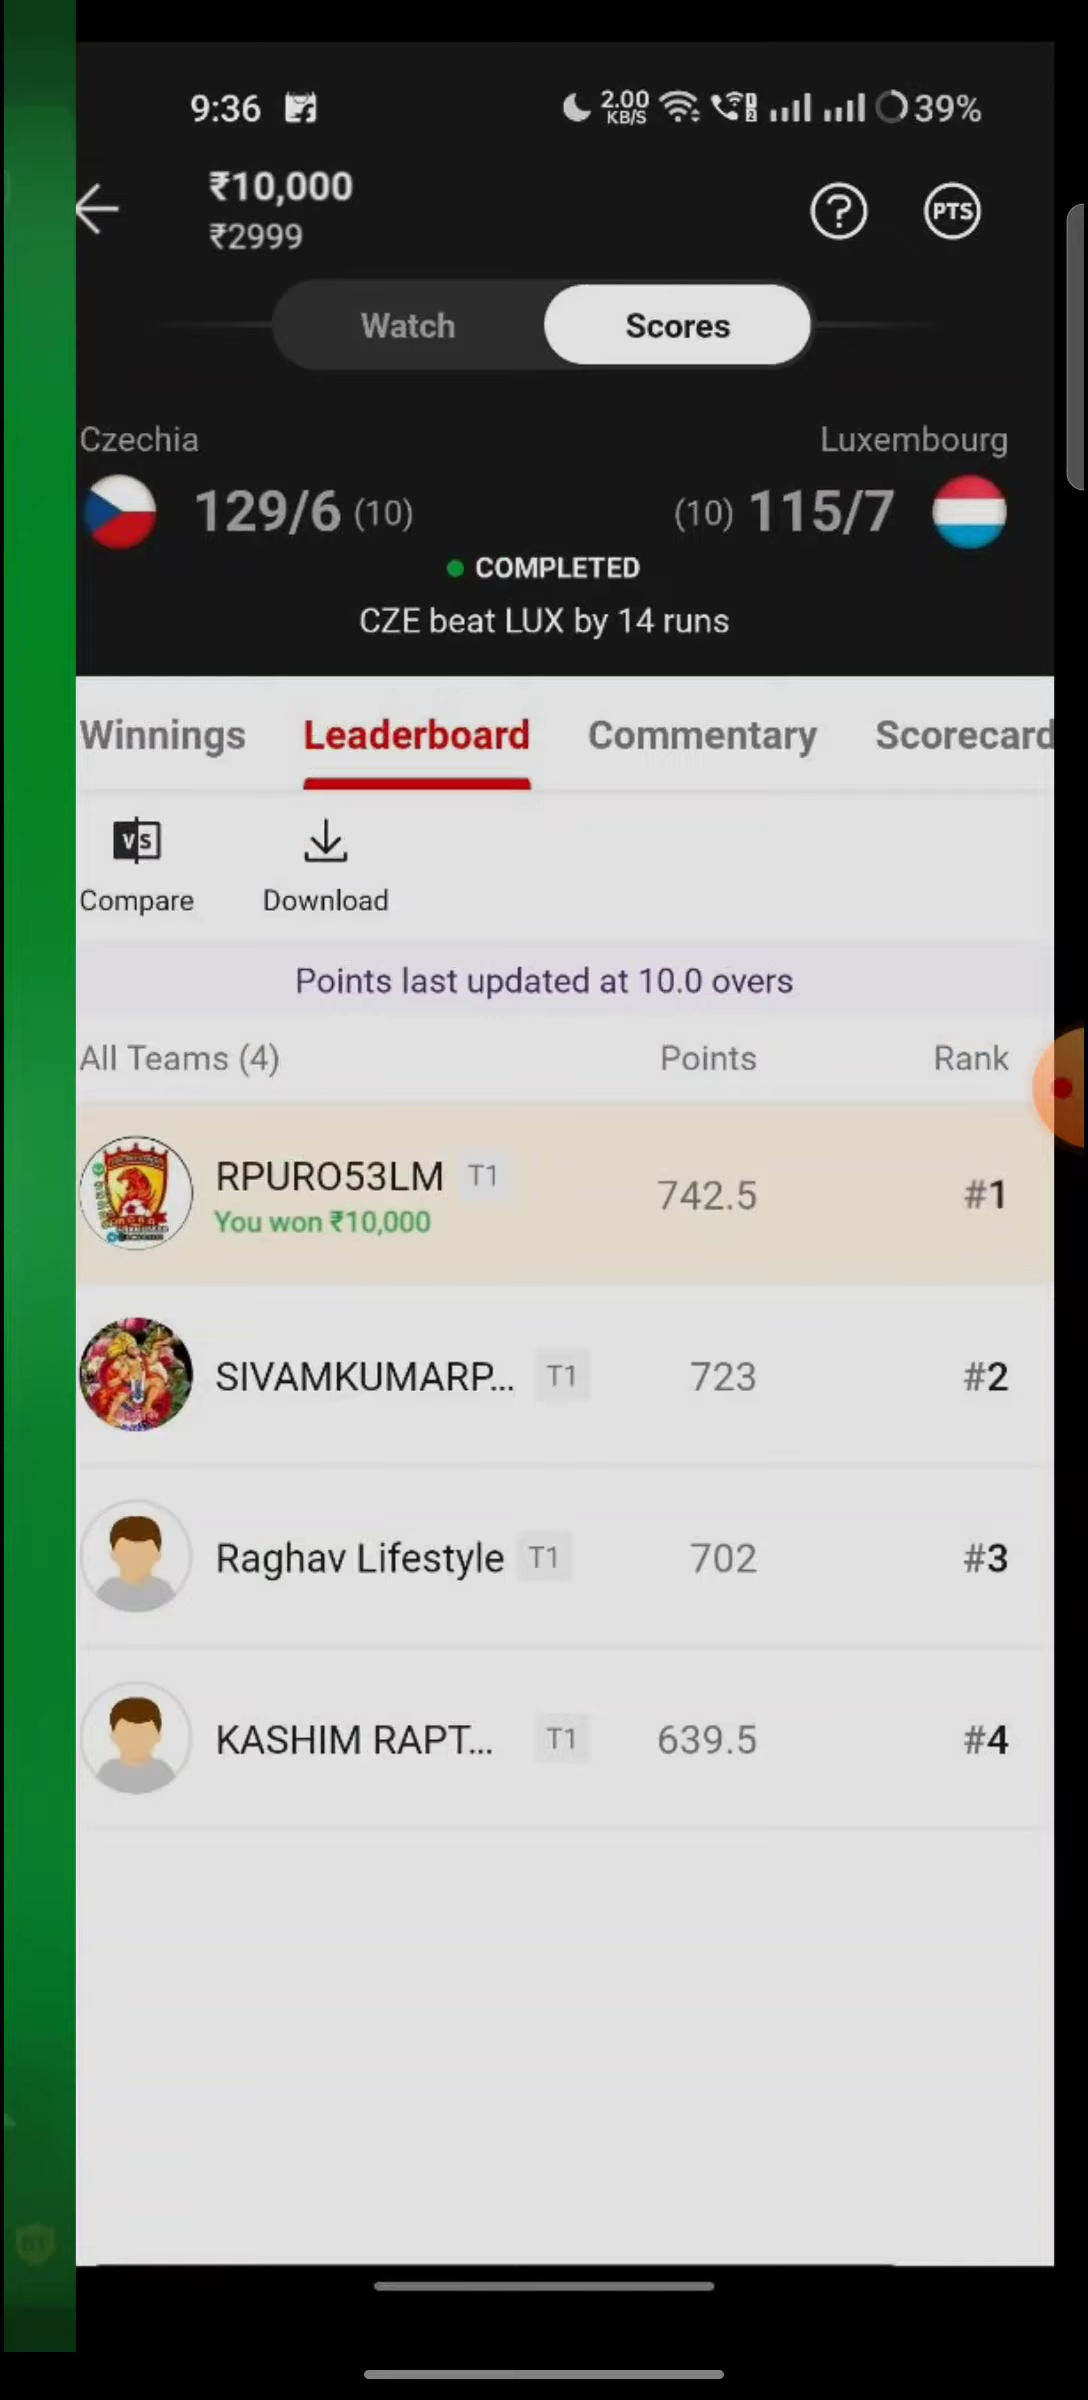 9:36
2.00 KB/S
39%
₹10,000
₹2999
?
PTS
Watch
Scores
Czechia
Luxembourg
129/6 (10)
(10) 115/7
COMPLETED
CZE beat LUX by 14 runs
Winnings
Leaderboard
Commentary
Scorecard
VS
Compare
Download
Points last updated at 10.0 overs
All Teams (4)
Points
Rank
RPURO53LM T1
You won ₹10,000
742.5
#1
SIVAMKUMARP... T1
723
#2
Raghav Lifestyle T1
702
#3
KASHIM RAPT... T1
639.5
#4